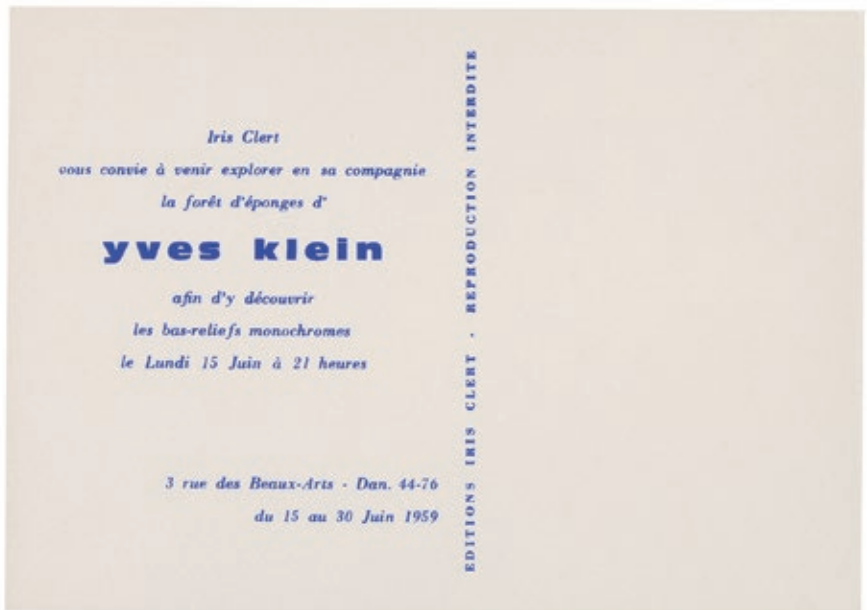 Iris Clert
vous convie à venir explorer en sa compagnie
la forêt d'éponges d'
yves klein
afin d'y découvrir
les bas-reliefs monochromes
le Lundi 15 Juin à 21 heures
3 rue des Beaux-Arts - Dan. 44-76
du 15 au 30 Juin 1959
EDITIONS IRIS CLERT . REPRODUCTION INTERDITE